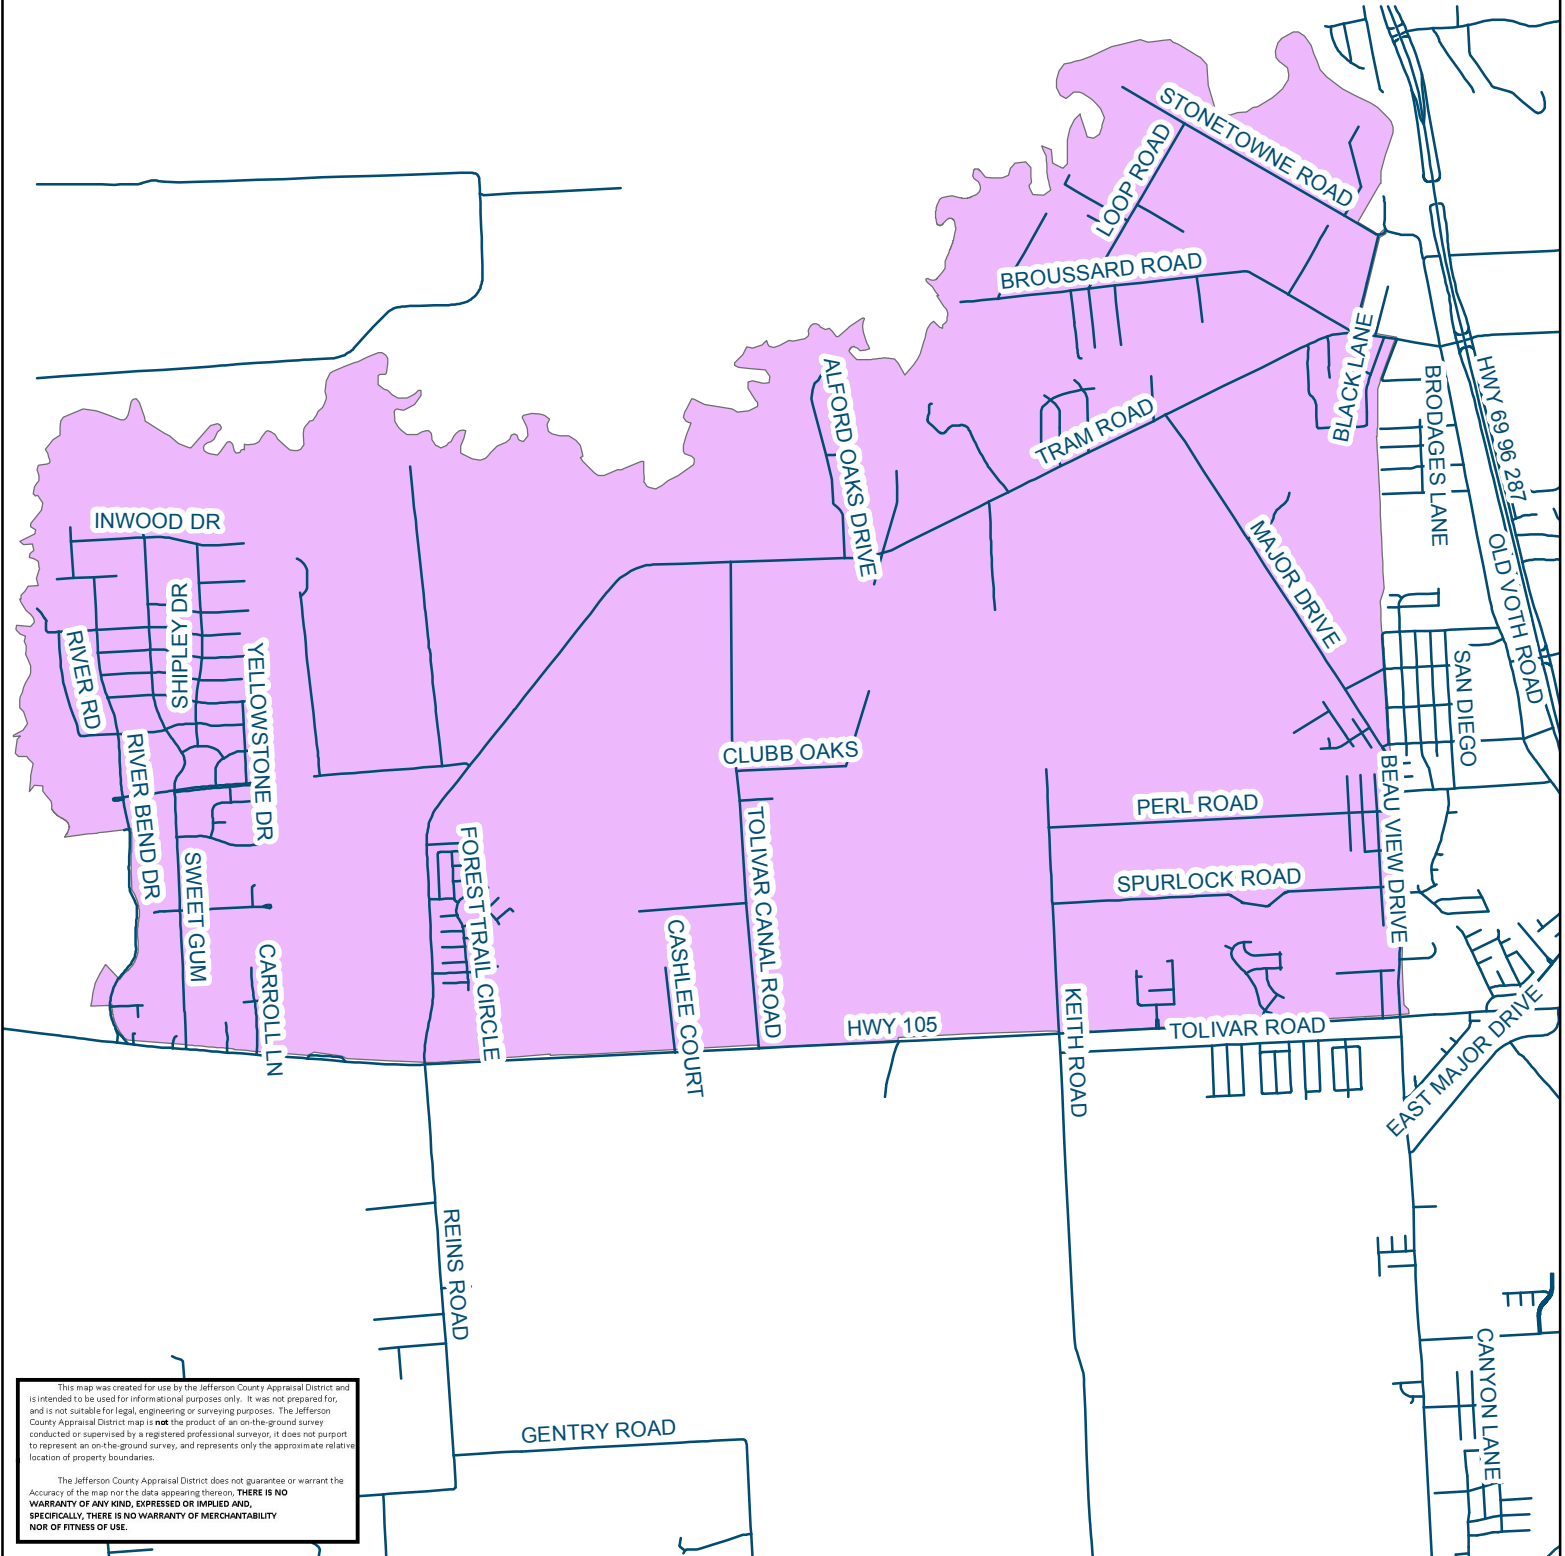 STONETOWNE ROAD
LOOP ROAD
BROUSSARD ROAD
BLACK LANE
HWY 69 96 287
BRODAGES LANE
ALFORD OAKS DRIVE
TRAM ROAD
INWOOD DR
MAJOR DRIVE
OLD VOTH ROAD
SHIPLEY DR
RIVER RD
YELLOWSTONE DR
SAN DIEGO
RIVER BEND DR
CLUBB OAKS
BEAU VIEW DRIVE
PERL ROAD
TOLIVAR CANAL ROAD
FOREST TRAIL CIRCLE
SWEET GUM
SPURLOCK ROAD
CASHLEE COURT
CARROLL LN
KEITH ROAD
HWY 105
TOLIVAR ROAD
EAST MAJOR DRIVE
REINS ROAD
CANYON LANE
GENTRY ROAD
This map was created for use by the Jefferson County Appraisal District and
is intended to be used for informational purposes only. It was not prepared for,
and is not suitable for legal, engineering or surveying purposes. The Jefferson
County Appraisal District map is not the product of an on-the-ground survey
conducted or supervised by a registered professional surveyor, it does not purport
to represent an on-the-ground survey, and represents only the approximate relative
location of property boundaries.
The Jefferson County Appraisal District does not guarantee or warrant the
Accuracy of the map nor the data appearing thereon, THERE IS NO
WARRANTY OF ANY KIND, EXPRESSED OR IMPLIED AND,
SPECIFICALLY, THERE IS NO WARRANTY OF MERCHANTABILITY
NOR OF FITNESS OF USE.